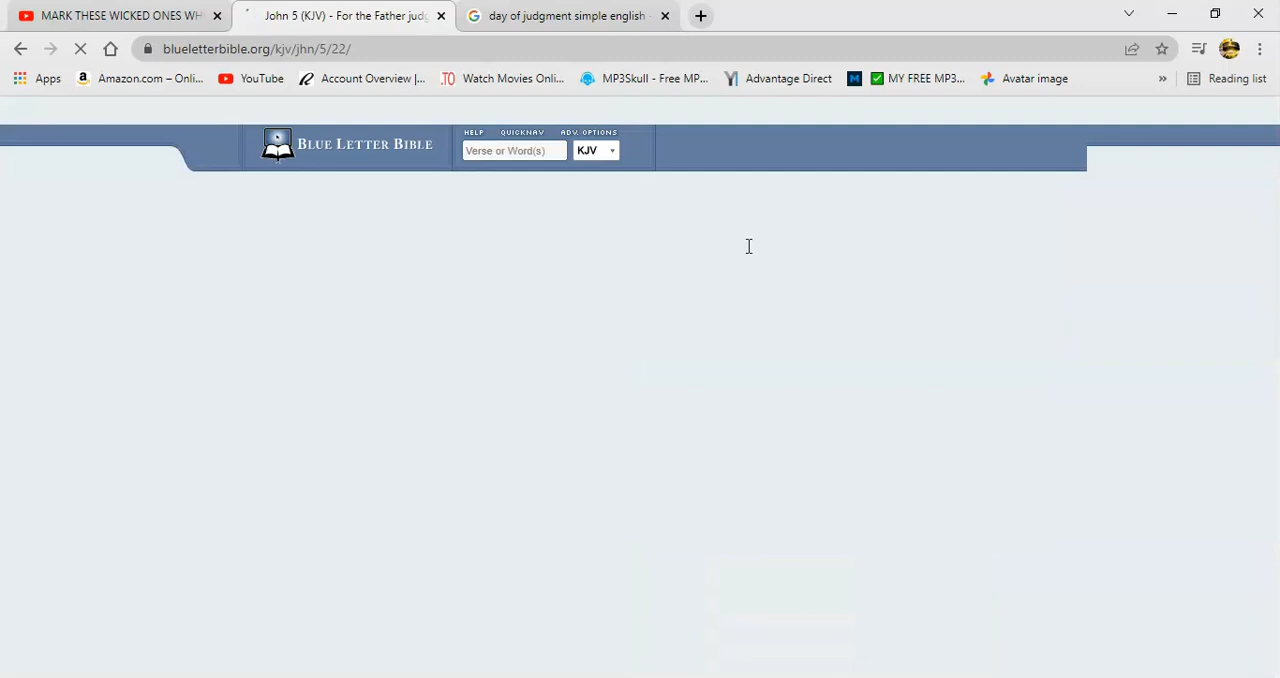 MARK THESE WICKED ONES WH
John 5 (KJV) - For the Father judg
day of judgment simple english -
blueletterbible.org/kjv/jhn/5/22/
Apps
Amazon.com – Onli...
YouTube
Account Overview |...
Watch Movies Onli...
MP3Skull - Free MP...
Advantage Direct
MY FREE MP3...
Avatar image
»
Reading list
HELP QUICKNAV ADV. OPTIONS
BLUE LETTER BIBLE
Verse or Word(s)
KJV